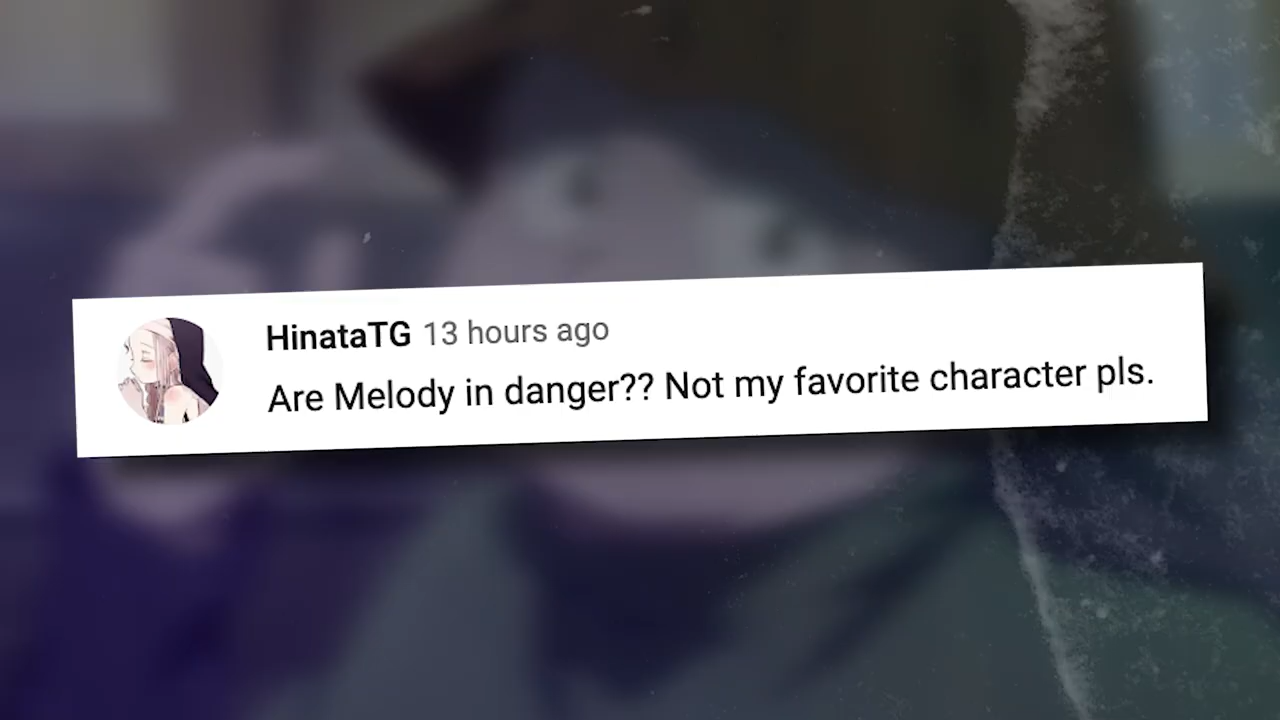 HinataTG 13 hours ago
Are Melody in danger?? Not my favorite character pls.